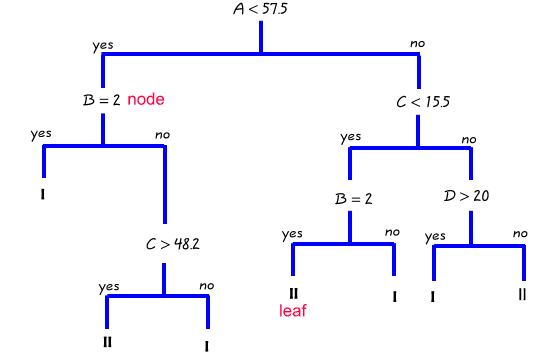 A < 57.5
yes no
B = 2 node
C < 15.5
yes no
yes no
I
B = 2
D > 20
C > 48.2
yes no
yes no
II
leaf
I
I
II
yes no
II
I